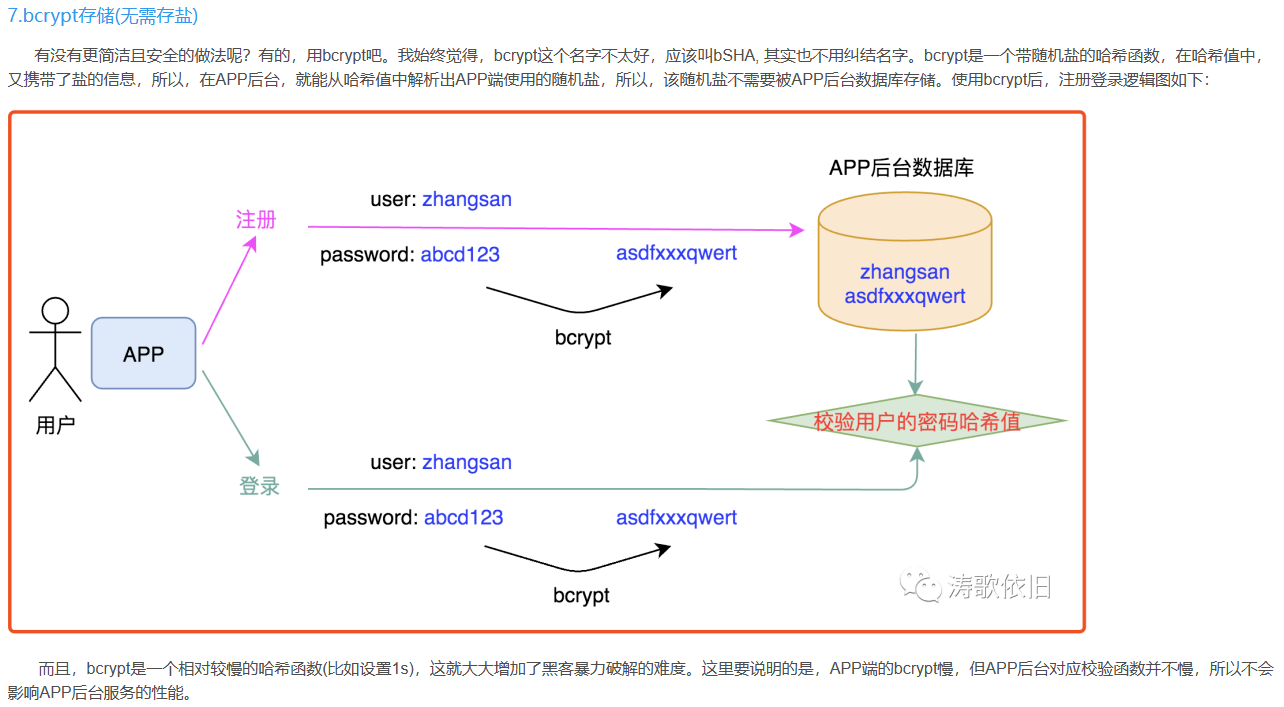 7.bcrypt存储(无需存盐)
有没有更简洁且安全的做法呢？有的，用bcrypt吧。我始终觉得，bcrypt这个名字不太好，应该叫bSHA, 其实也不用纠结名字。bcrypt是一个带随机盐的哈希函数，在哈希值中，
又携带了盐的信息，所以，在APP后台，就能从哈希值中解析出APP端使用的随机盐，所以，该随机盐不需要被APP后台数据库存储。使用bcrypt后，注册登录逻辑图如下：
APP后台数据库
user: zhangsan
注册
password: abcd123
asdfxxxqwert
zhangsan
asdfxxxqwert
bcrypt
APP
用户
校验用户的密码哈希值
user: zhangsan
登录
password: abcd123
asdfxxxqwert
bcrypt
涛歌依旧
而且，bcrypt是一个相对较慢的哈希函数(比如设置1s)，这就大大增加了黑客暴力破解的难度。这里要说明的是，APP端的bcrypt慢，但APP后台对应校验函数并不慢，所以不会
影响APP后台服务的性能。